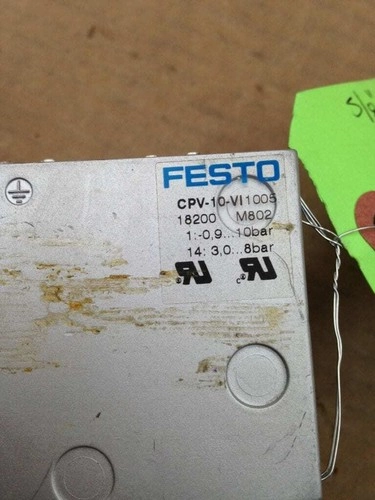 FESTO
CPV-10-VI 1005
18200 M802
1:-0,9...10bar
14: 3,0...8bar